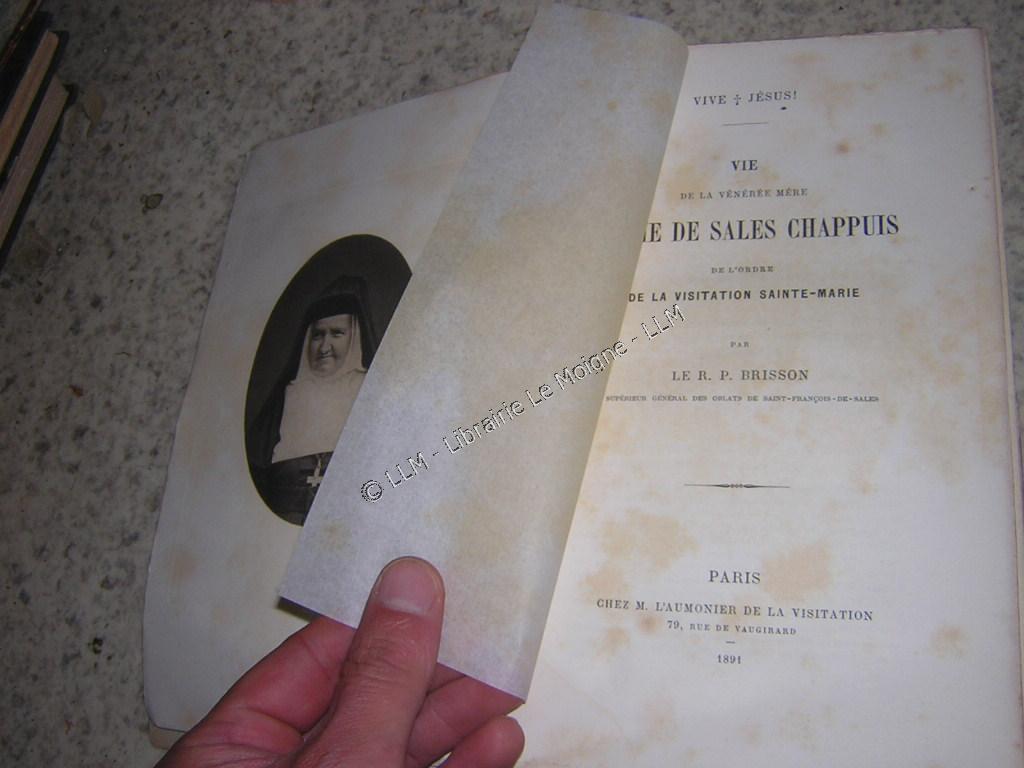 VIVE † JÉSUS!
VIE
DE LA VÉNÉRÉE MÈRE
IE DE SALES CHAPPUIS
DE L'ORDRE
DE LA VISITATION SAINTE-MARIE
PAR
LE R. P. BRISSON
SUPÉRIEUR GÉNÉRAL DES OBLATS DE SAINT-FRANÇOIS-DE-SALES
PARIS
CHEZ M. L'AUMONIER DE LA VISITATION
79, RUE DE VAUGIRARD
1891
© LLM - Librairie Le Moigne - LLM